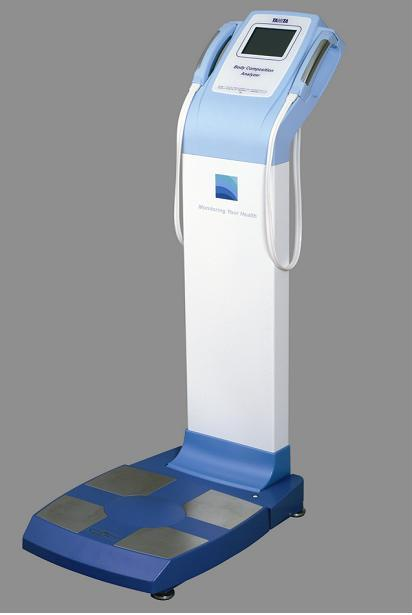 TANITA
Body Composition
Analyzer
Monitoring Your Health